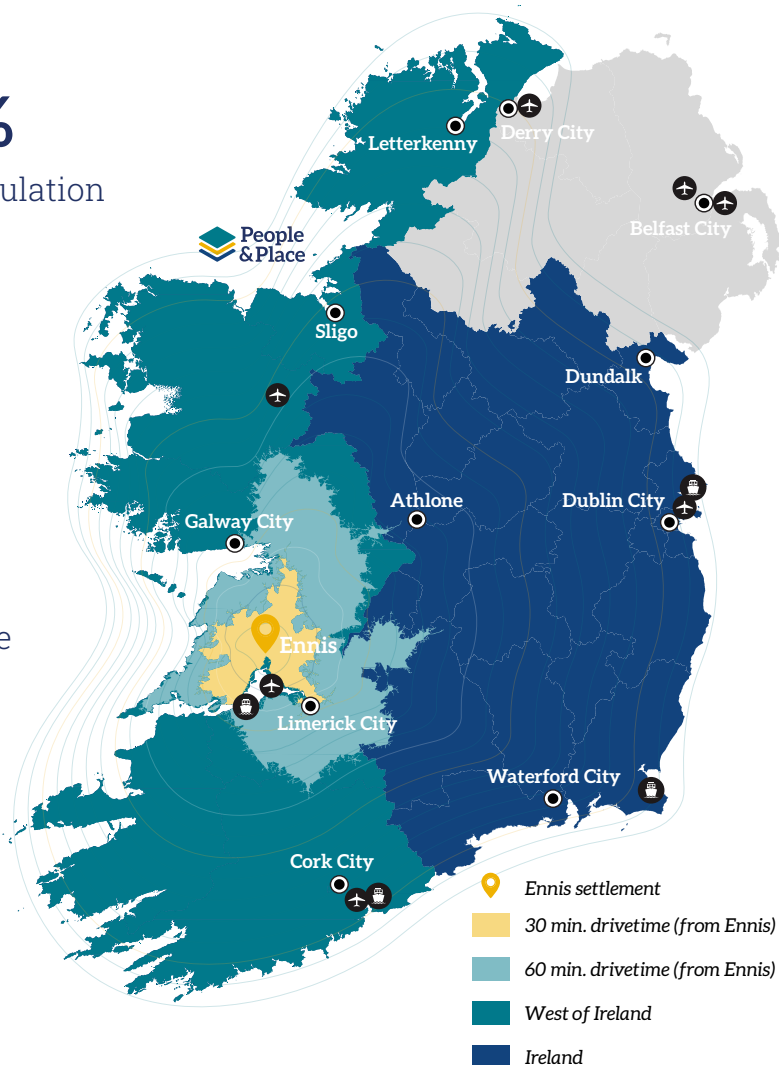 %
ulation
Letterkenny
Derry City
Belfast City
People
& Place
Sligo
Dundalk
Athlone
Dublin City
Galway City
e
Ennis
Limerick City
Waterford City
Cork City
Ennis settlement
30 min. drivetime (from Ennis)
60 min. drivetime (from Ennis)
West of Ireland
Ireland